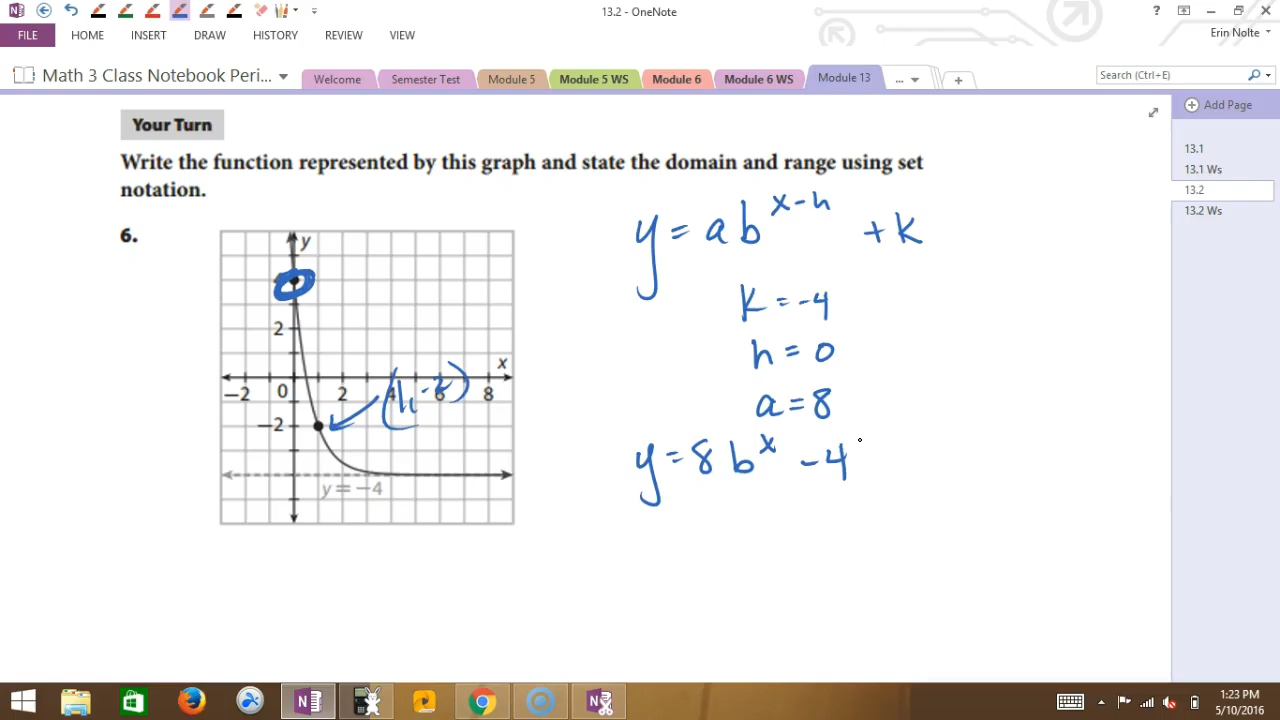 13.2 - OneNote
?
FILE HOME INSERT DRAW HISTORY REVIEW VIEW
Erin Nolte
Math 3 Class Notebook Peri...
Welcome Semester Test Module 5 Module 5 WS Module 6 Module 6 WS Module 13 ... +
Search (Ctrl+E)
Add Page
13.1
13.1 Ws
13.2
13.2 Ws
Your Turn
Write the function represented by this graph and state the domain and range using set
notation.
6.
y
2
x
-2 0 2 4 6 8
-2
y = -4
(1, -2)
y = ab^{x-h} + k
k = -4
h = 0
a = 8
y = 8b^x - 4
N
1:23 PM
5/10/2016